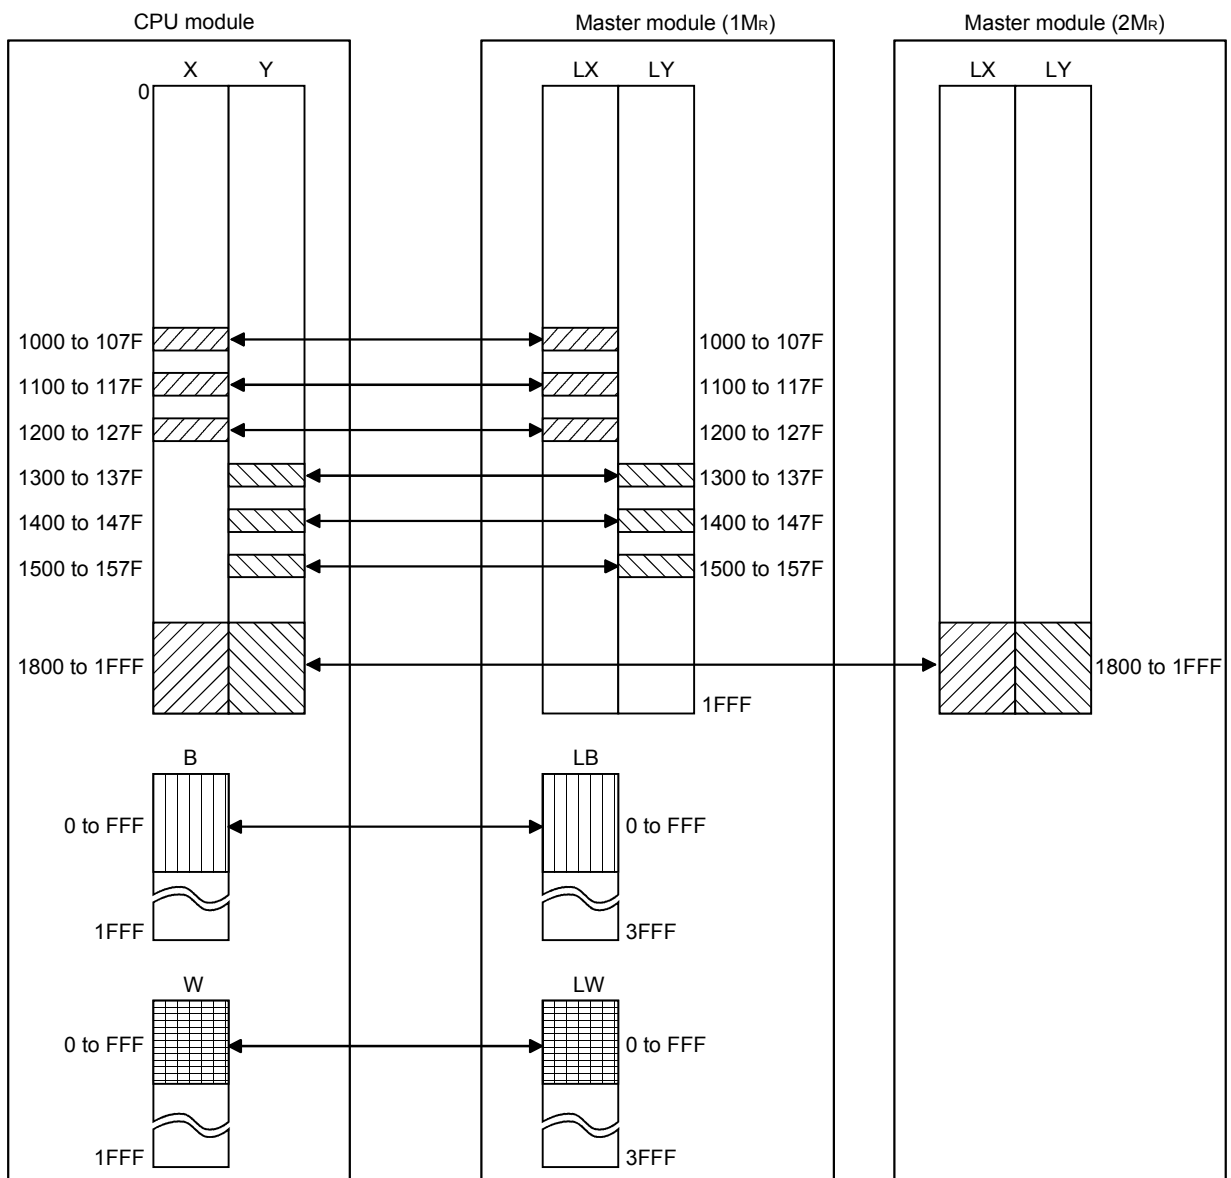 CPU module
Master module (1MR)
Master module (2MR)
X Y
LX LY
LX LY
0
1000 to 107F
1000 to 107F
1100 to 117F
1100 to 117F
1200 to 127F
1200 to 127F
1300 to 137F
1300 to 137F
1400 to 147F
1400 to 147F
1500 to 157F
1500 to 157F
1800 to 1FFF
1800 to 1FFF
1FFF
B
LB
0 to FFF
0 to FFF
1FFF
3FFF
W
LW
0 to FFF
0 to FFF
1FFF
3FFF